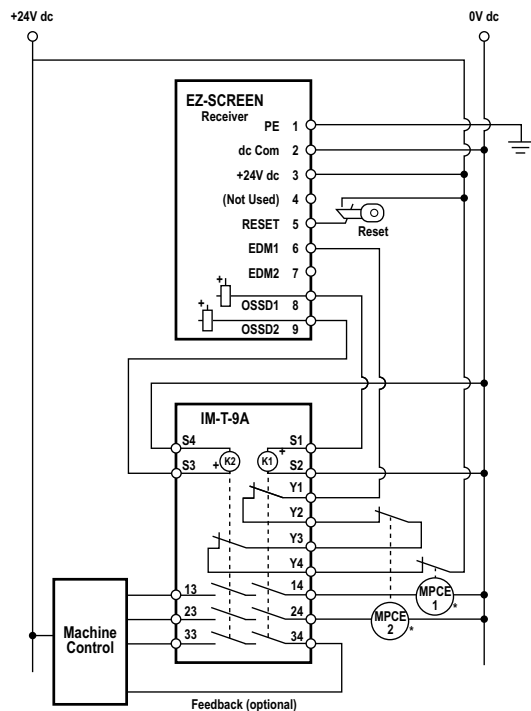 +24V dc
0V dc
EZ-SCREEN
Receiver
PE 1
dc Com 2
+24V dc 3
(Not Used) 4
RESET 5
Reset
EDM1 6
EDM2 7
+
OSSD1 8
+
OSSD2 9
IM-T-9A
S4
S1
+ K2
K1 +
S3
S2
Y1
Y2
Y3
Y4
13
14
MPCE
1 *
23
24
MPCE
2 *
33
34
Machine
Control
Feedback (optional)